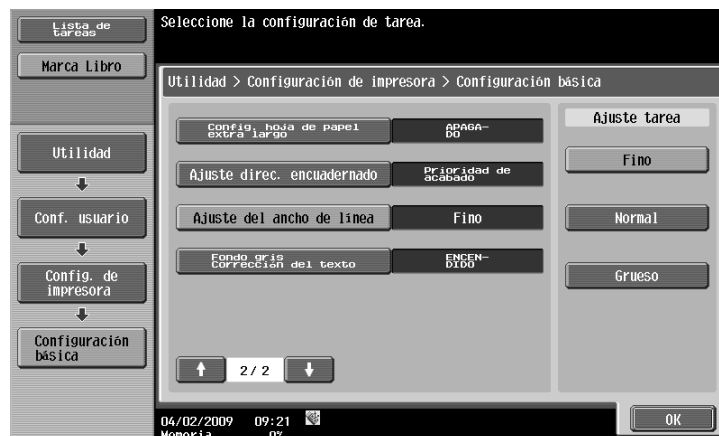 Lista de
tareas
Seleccione la configuración de tarea.
Marca Libro
Utilidad > Configuración de impresora > Configuración básica
Config. hoja de papel
extra largo
APAGA-
DO
Ajuste tarea
Utilidad
Ajuste direc. encuadernado
Prioridad de
acabado
Fino
Conf. usuario
Ajuste del ancho de línea
Fino
Normal
Fondo gris
Corrección del texto
ENCEN-
DIDO
Config. de
impresora
Grueso
Configuración
básica
2/ 2
04/02/2009 09:21
Memoria 0%
OK